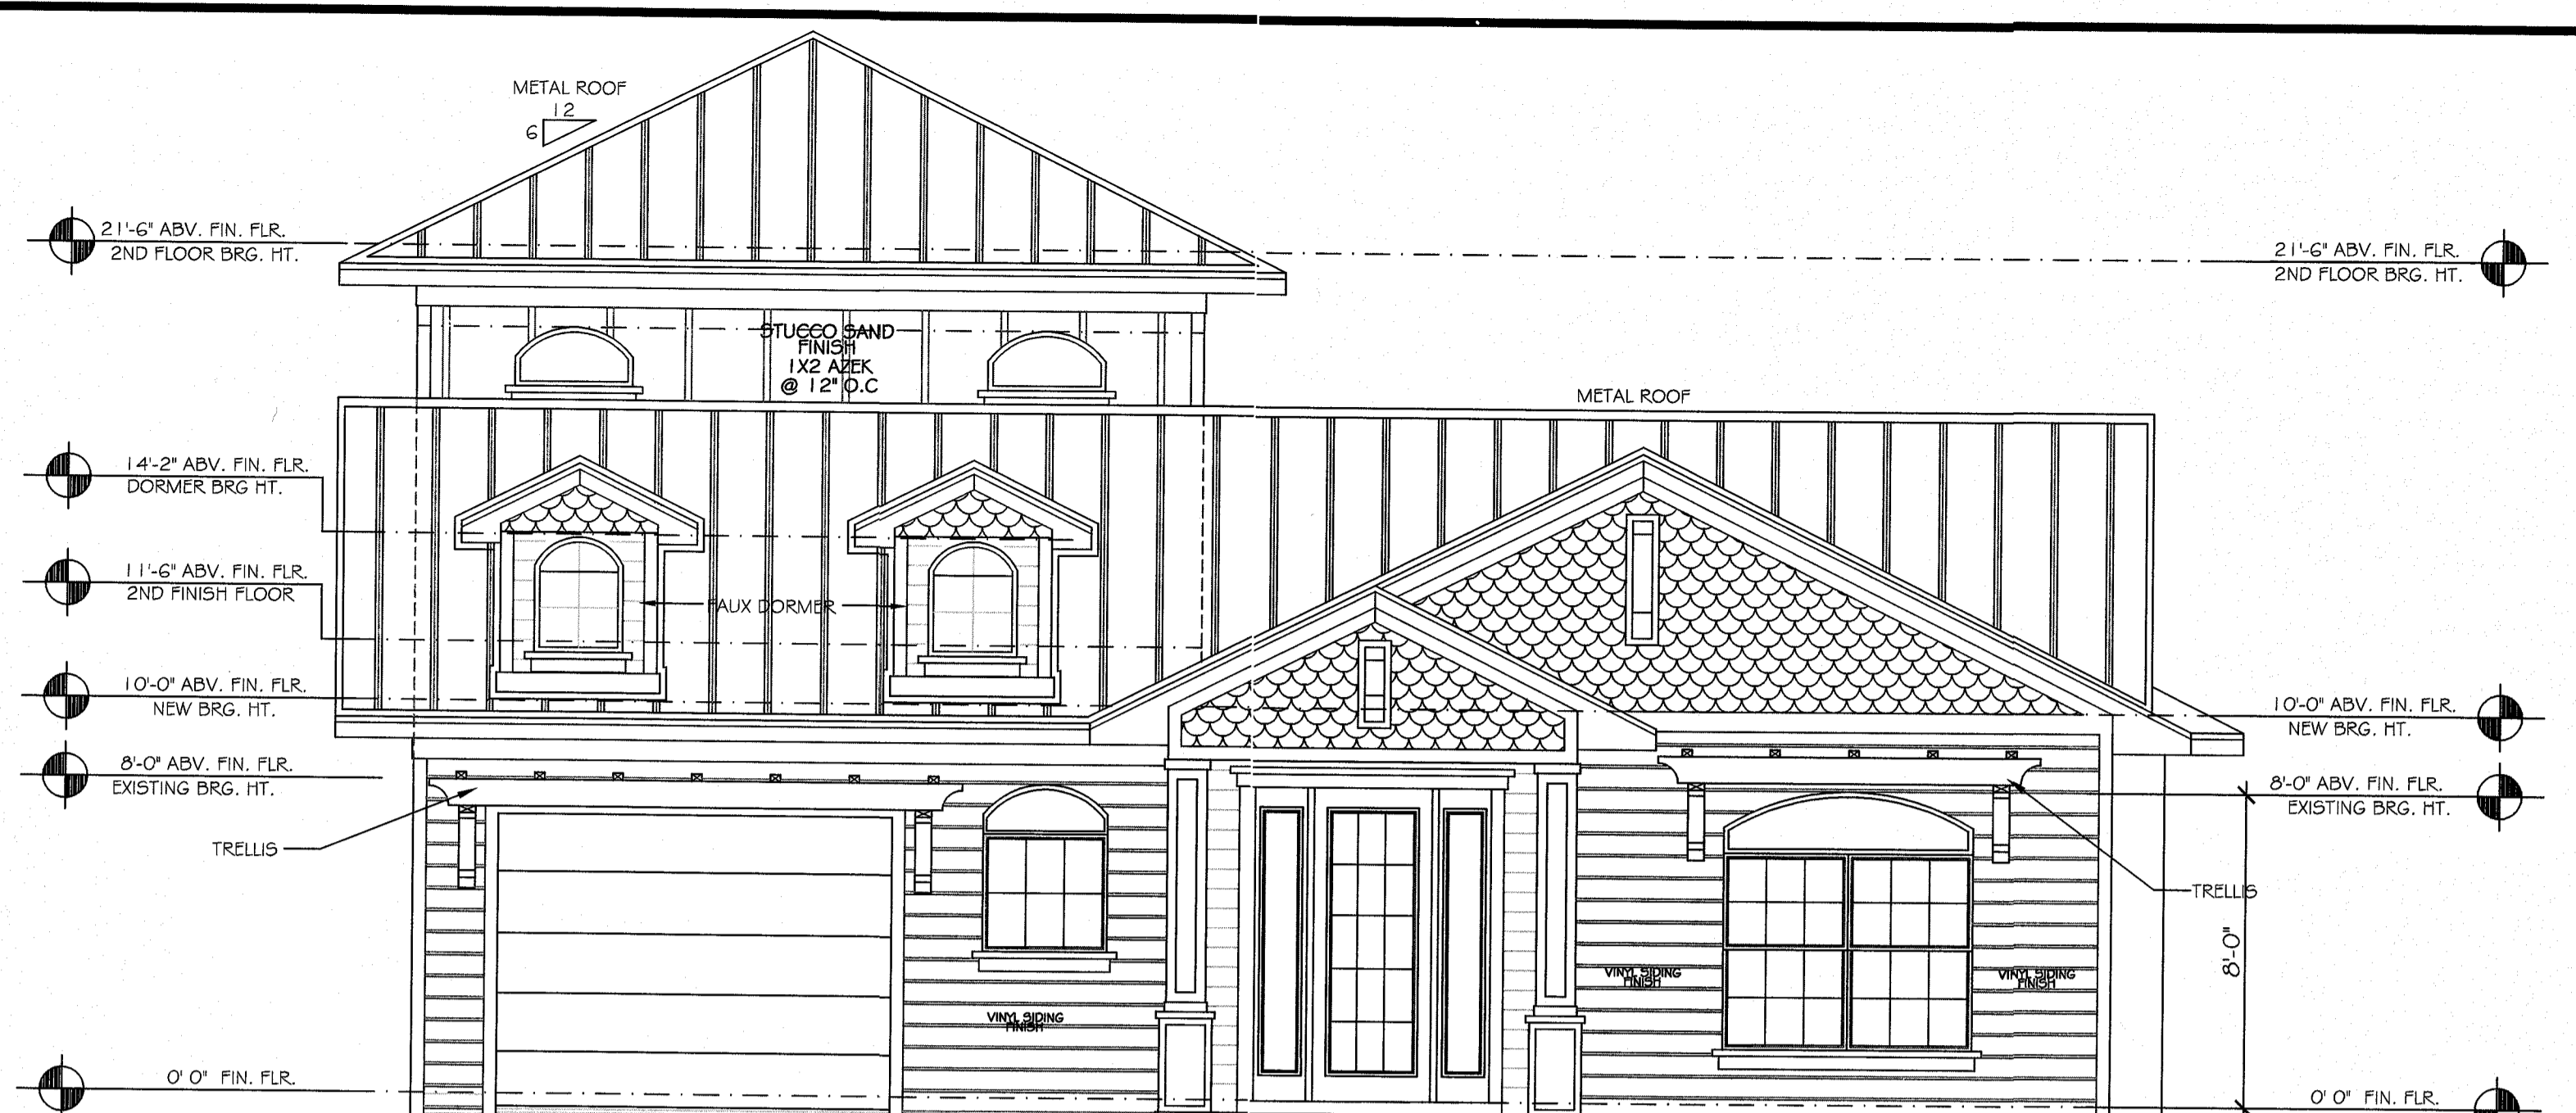 METAL ROOF
12
6
21'-6" ABV. FIN. FLR.
2ND FLOOR BRG. HT.
21'-6" ABV. FIN. FLR.
2ND FLOOR BRG. HT.
STUCCO SAND
FINISH
1X2 AZEK
@ 12" O.C
METAL ROOF
14'-2" ABV. FIN. FLR.
DORMER BRG HT.
11'-6" ABV. FIN. FLR.
2ND FINISH FLOOR
FAUX DORMER
10'-0" ABV. FIN. FLR.
NEW BRG. HT.
10'-0" ABV. FIN. FLR.
NEW BRG. HT.
8'-0" ABV. FIN. FLR.
EXISTING BRG. HT.
8'-0" ABV. FIN. FLR.
EXISTING BRG. HT.
TRELLIS
TRELLIS
8'-0"
VINYL SIDING
FINISH
VINYL SIDING
FINISH
VINYL SIDING
FINISH
0' 0" FIN. FLR.
0' 0" FIN. FLR.